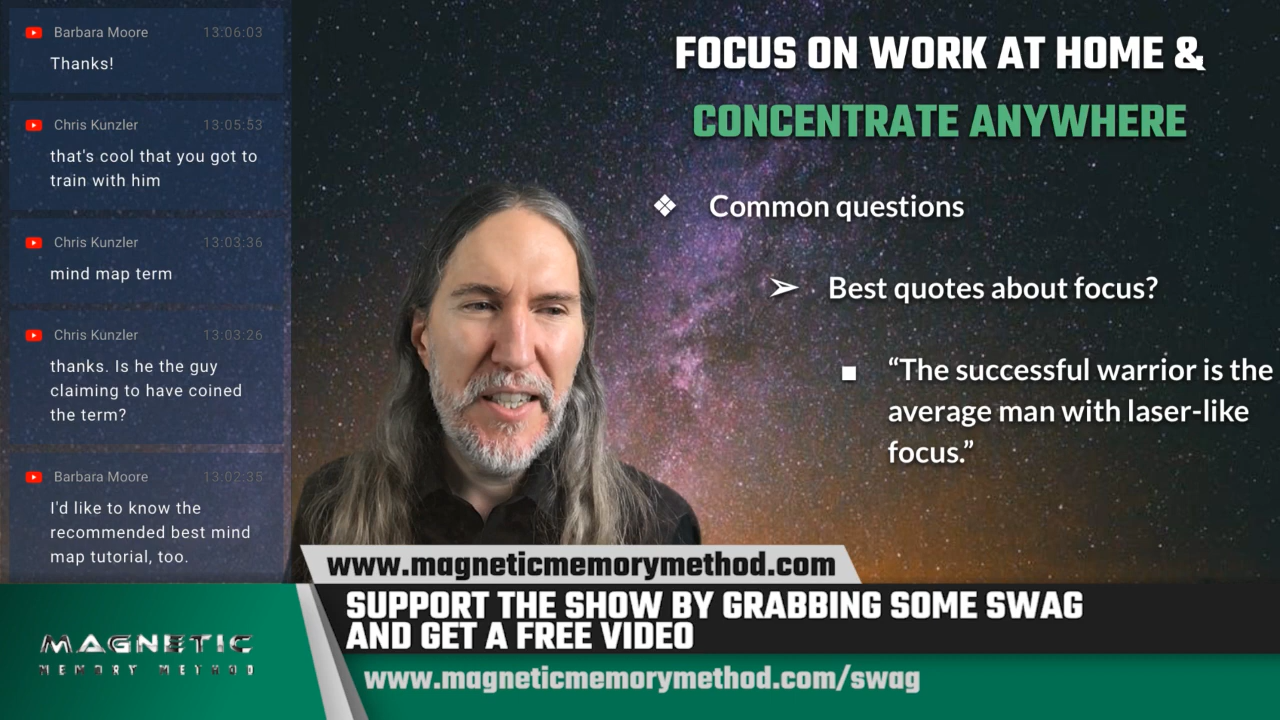 Barbara Moore 13:06:03
Thanks!
Chris Kunzler 13:05:53
that's cool that you got to
train with him
Chris Kunzler 13:03:36
mind map term
Chris Kunzler 13:03:26
thanks. Is he the guy
claiming to have coined
the term?
Barbara Moore 13:02:35
I'd like to know the
recommended best mind
map tutorial, too.
FOCUS ON WORK AT HOME &
CONCENTRATE ANYWHERE
❖ Common questions
➢ Best quotes about focus?
■ “The successful warrior is the
average man with laser-like
focus.”
www.magneticmemorymethod.com
SUPPORT THE SHOW BY GRABBING SOME SWAG
AND GET A FREE VIDEO
www.magneticmemorymethod.com/swag
MAGNETIC
MEMORY METHOD